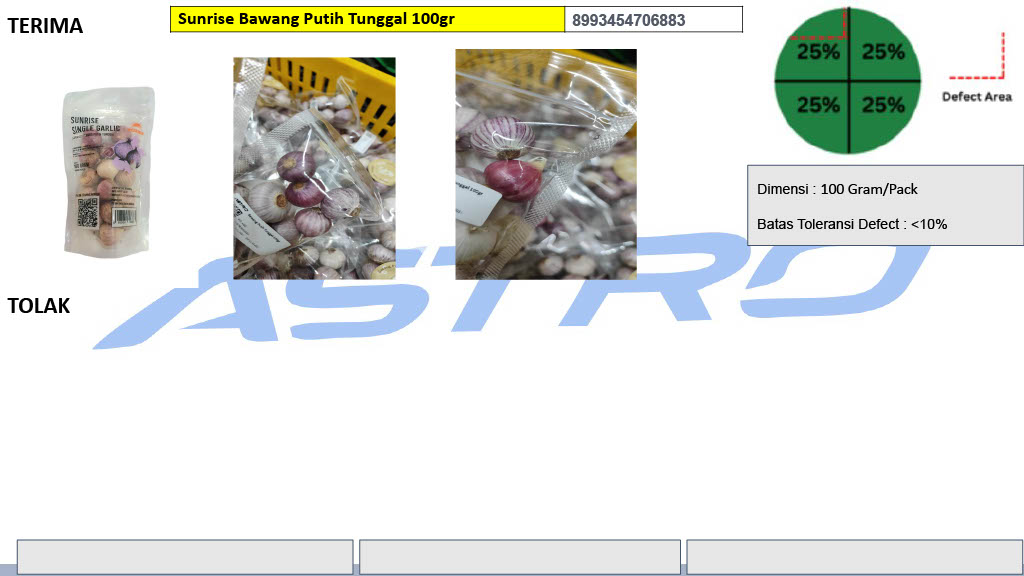 TERIMA
Sunrise Bawang Putih Tunggal 100gr
8993454706883
25%
25%
25%
25%
Defect Area
SUNRISE
SINGLE GARLIC
Dimensi : 100 Gram/Pack
Batas Toleransi Defect : <10%
TOLAK
ASTRO